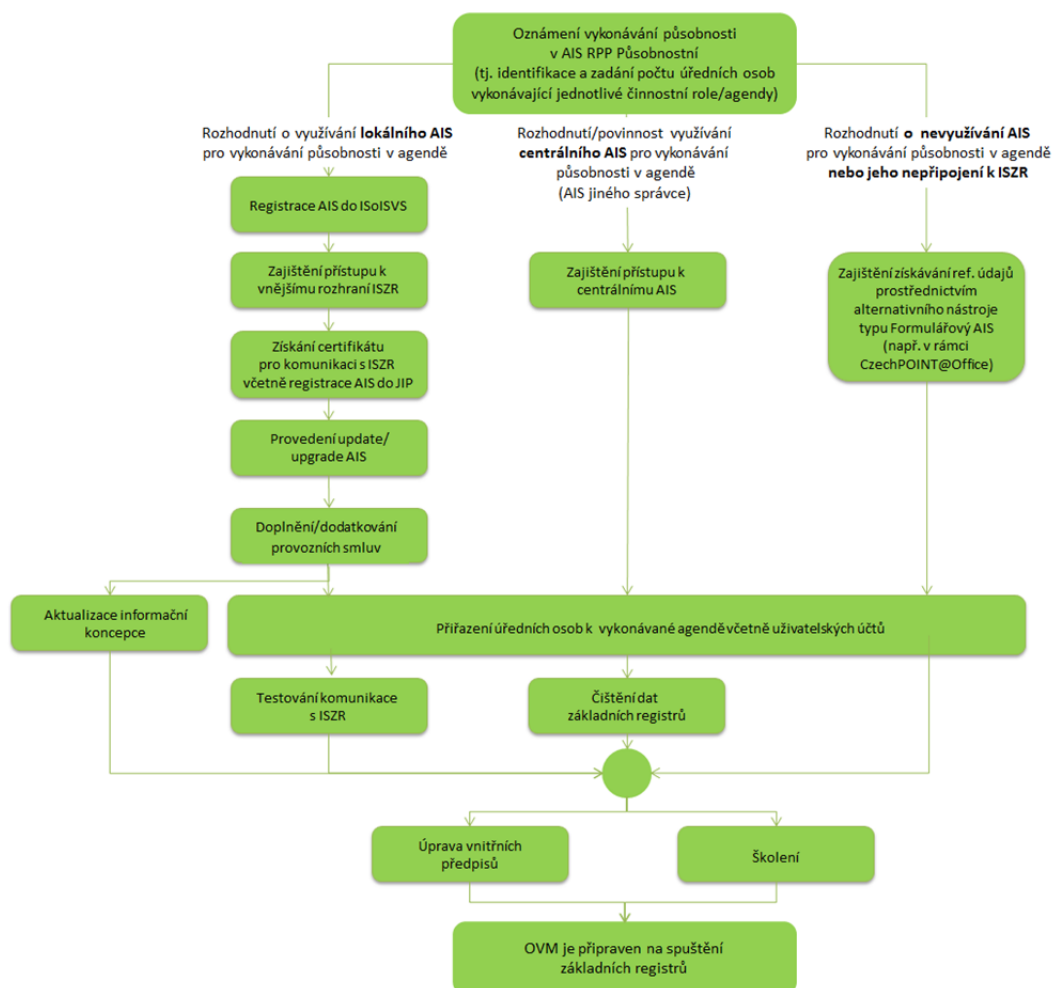 Oznámení vykonávání působnosti
v AIS RPP Působnostní
(tj. identifikace a zadání počtu úředních osob
vykonávající jednotlivé činnostní role/agendy)
Rozhodnutí o využívání lokálního AIS
pro vykonávání působnosti v agendě
Rozhodnutí/povinnost využívání
centrálního AIS pro vykonávání
působnosti v agendě
(AIS jiného správce)
Rozhodnutí o nevyužívání AIS
pro vykonávání působnosti v agendě
nebo jeho nepřipojení k ISZR
Registrace AIS do ISoISVS
Zajištění přístupu k
vnějšímu rozhraní ISZR
Zajištění přístupu k
centrálnímu AIS
Zajištění získávání ref. údajů
prostřednictvím
alternativního nástroje
typu Formulářový AIS
(např. v rámci
CzechPOINT@Office)
Získání certifikátu
pro komunikaci s ISZR
včetně registrace AIS do JIP
Provedení update/
upgrade AIS
Doplnění/dodatkování
provozních smluv
Aktualizace informační
koncepce
Přiřazení úředních osob k vykonávané agendě včetně uživatelských účtů
Testování komunikace
s ISZR
Čištění dat
základních registrů
Úprava vnitřních
předpisů
Školení
OVM je připraven na spuštění
základních registrů